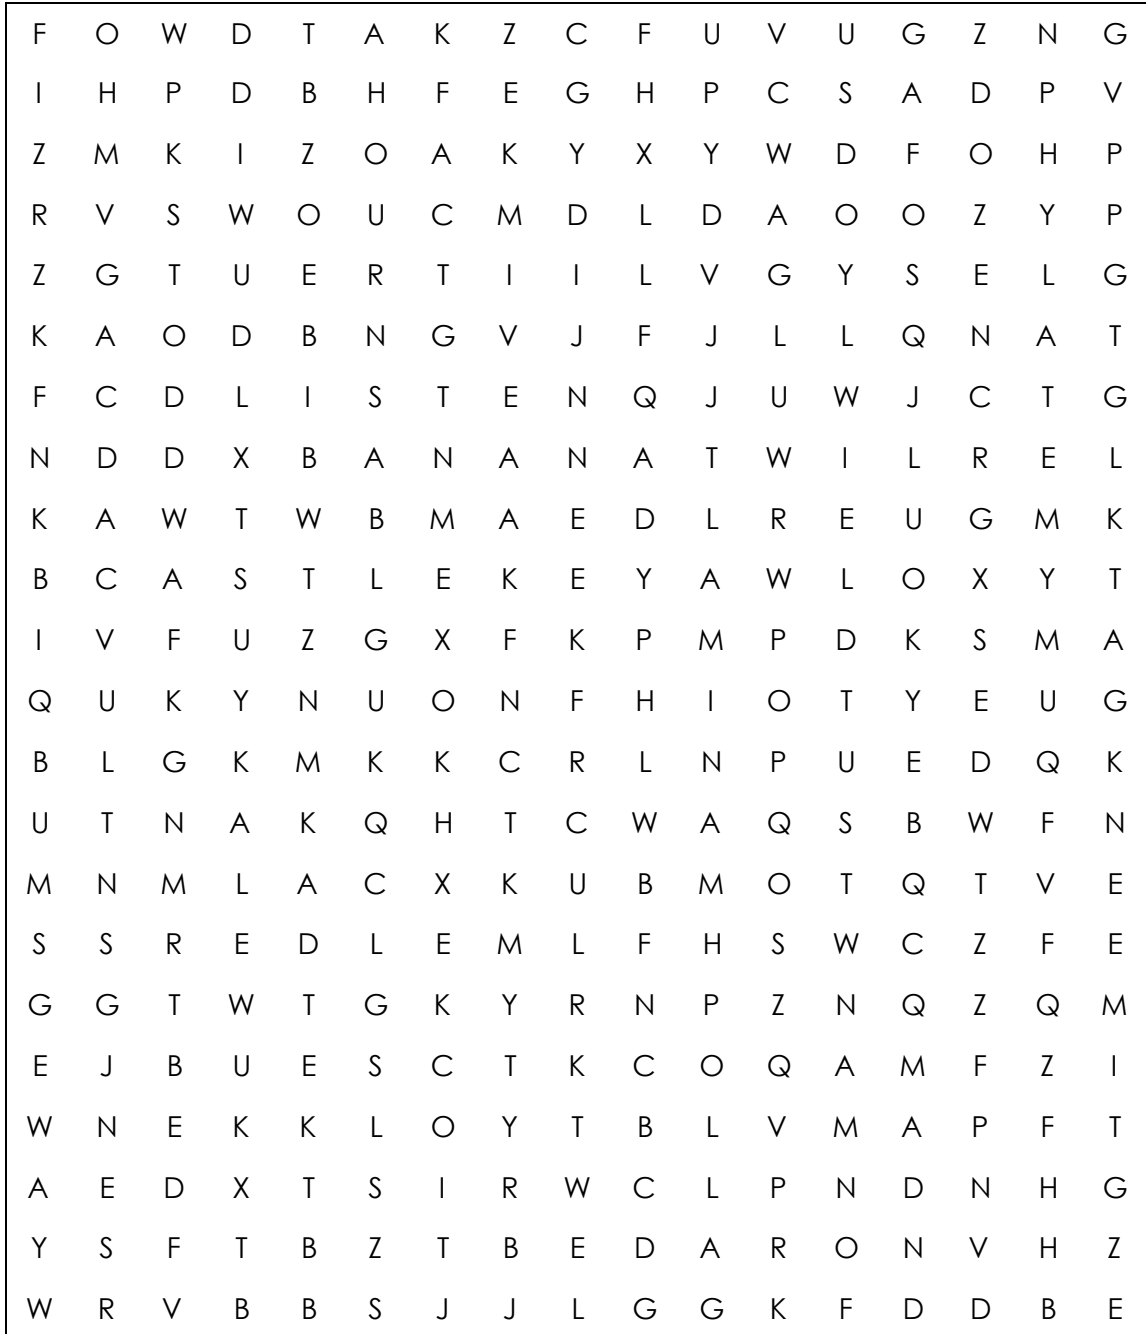 F O W D T A K Z C F U V U G Z N G
I H P D B H F E G H P C S A D P V
Z M K I Z O A K Y X Y W D F O H P
R V S W O U C M D L D A O O Z Y P
Z G T U E R T I I L V G Y S E L G
K A O D B N G V J F J L L Q N A T
F C D L I S T E N Q J U W J C T G
N D D X B A N A N A T W I L R E L
K A W T W B M A E D L R E U G M K
B C A S T L E K E Y A W L O X Y T
I V F U Z G X F K P M P D K S M A
Q U K Y N U O N F H I O T Y E U G
B L G K M K K C R L N P U E D Q K
U T N A K Q H T C W A Q S B W F N
M N M L A C X K U B M O T Q T V E
S S R E D L E M L F H S W C Z F E
G G T W T G K Y R N P Z N Q Z Q M
E J B U E S C T K C O Q A M F Z I
W N E K K L O Y T B L V M A P F T
A E D X T S I R W C L P N D N H G
Y S F T B Z T B E D A R O N V H Z
W R V B B S J J L G G K F D D B E